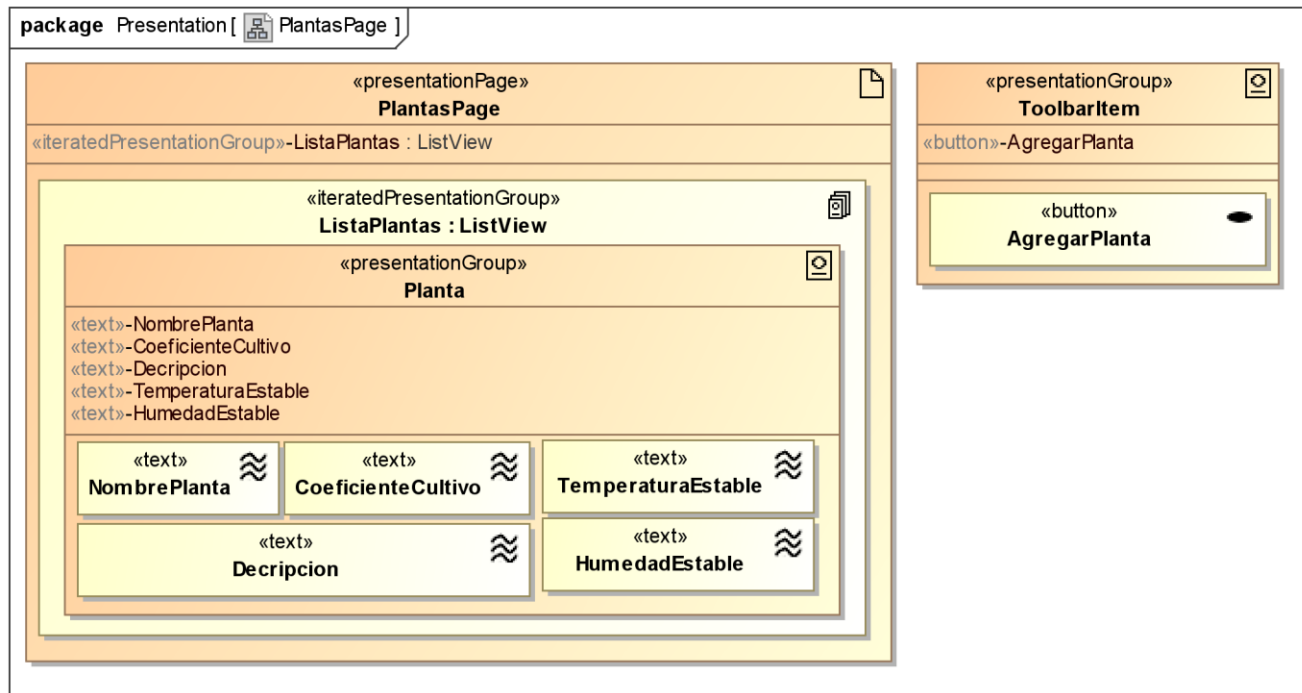 package Presentation [ PlantasPage ]
«presentationPage»
PlantasPage
«iteratedPresentationGroup»-ListaPlantas : ListView
«iteratedPresentationGroup»
ListaPlantas : ListView
«presentationGroup»
Planta
«text»-NombrePlanta
«text»-CoeficienteCultivo
«text»-Decripcion
«text»-TemperaturaEstable
«text»-HumedadEstable
«text»
NombrePlanta
«text»
CoeficienteCultivo
«text»
TemperaturaEstable
«text»
Decripcion
«text»
HumedadEstable
«presentationGroup»
ToolbarItem
«button»-AgregarPlanta
«button»
AgregarPlanta